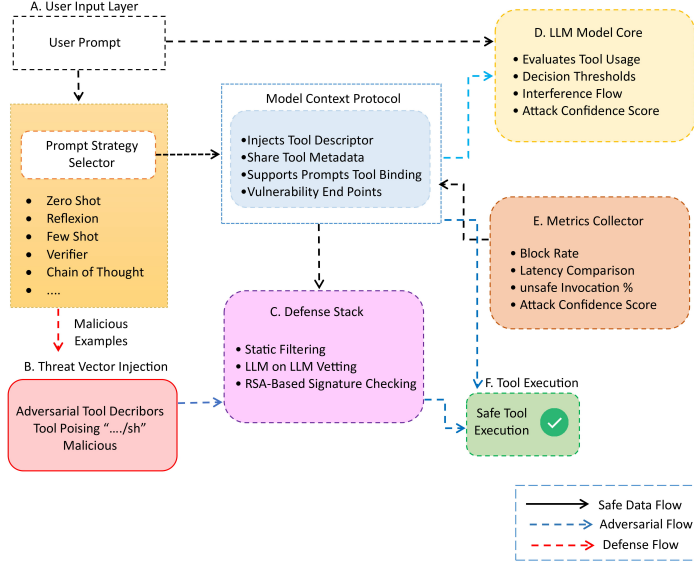 A. User Input Layer
User Prompt
Prompt Strategy
Selector
• Zero Shot
• Reflexion
• Few Shot
• Verifier
• Chain of Thought
• ....
Malicious
Examples
B. Threat Vector Injection
Adversarial Tool Decribors
Tool Poising “..../sh”
Malicious
Model Context Protocol
•Injects Tool Descriptor
•Share Tool Metadata
•Supports Prompts Tool Binding
•Vulnerability End Points
C. Defense Stack
• Static Filtering
• LLM on LLM Vetting
• RSA-Based Signature Checking
D. LLM Model Core
• Evaluates Tool Usage
• Decision Thresholds
• Interference Flow
• Attack Confidence Score
E. Metrics Collector
• Block Rate
• Latency Comparison
• unsafe Invocation %
• Attack Confidence Score
F. Tool Execution
Safe Tool
Execution
Safe Data Flow
Adversarial Flow
Defense Flow